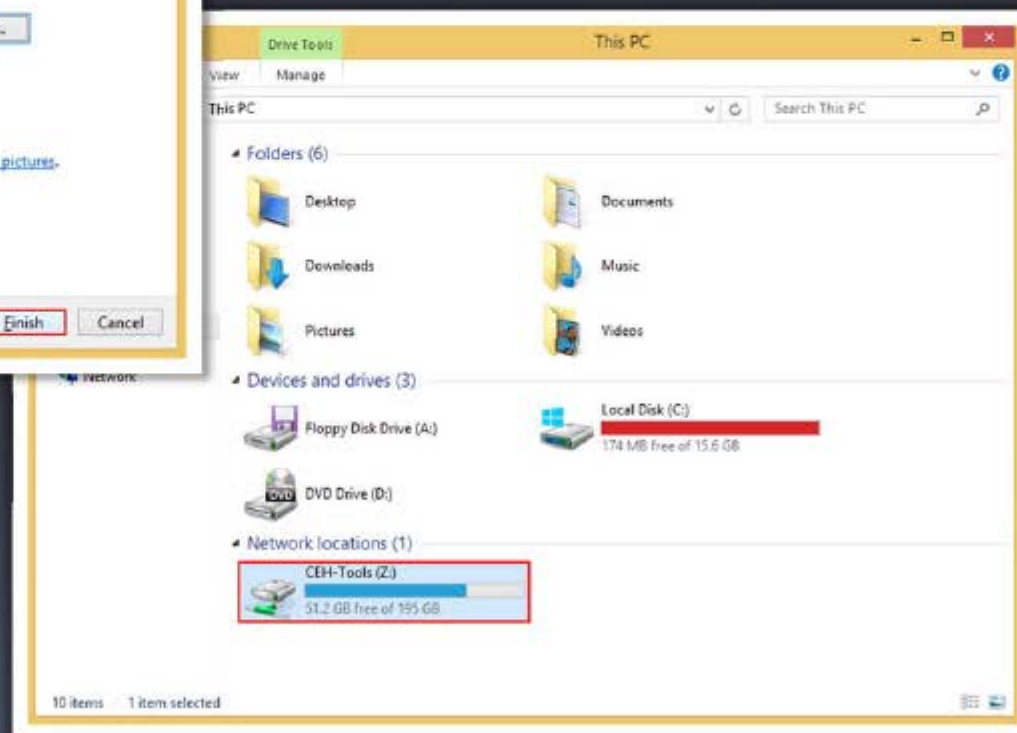 ...
pictures.
Finish Cancel
Drive Tools This PC
View Manage
This PC Search This PC
Folders (6)
Desktop Documents
Downloads Music
Pictures Videos
Network
Devices and drives (3)
Floppy Disk Drive (A:) Local Disk (C:)
174 MB free of 15.6 GB
DVD DVD Drive (D:)
Network locations (1)
CEH-Tools (Z:)
51.2 GB free of 195 GB
10 items 1 item selected